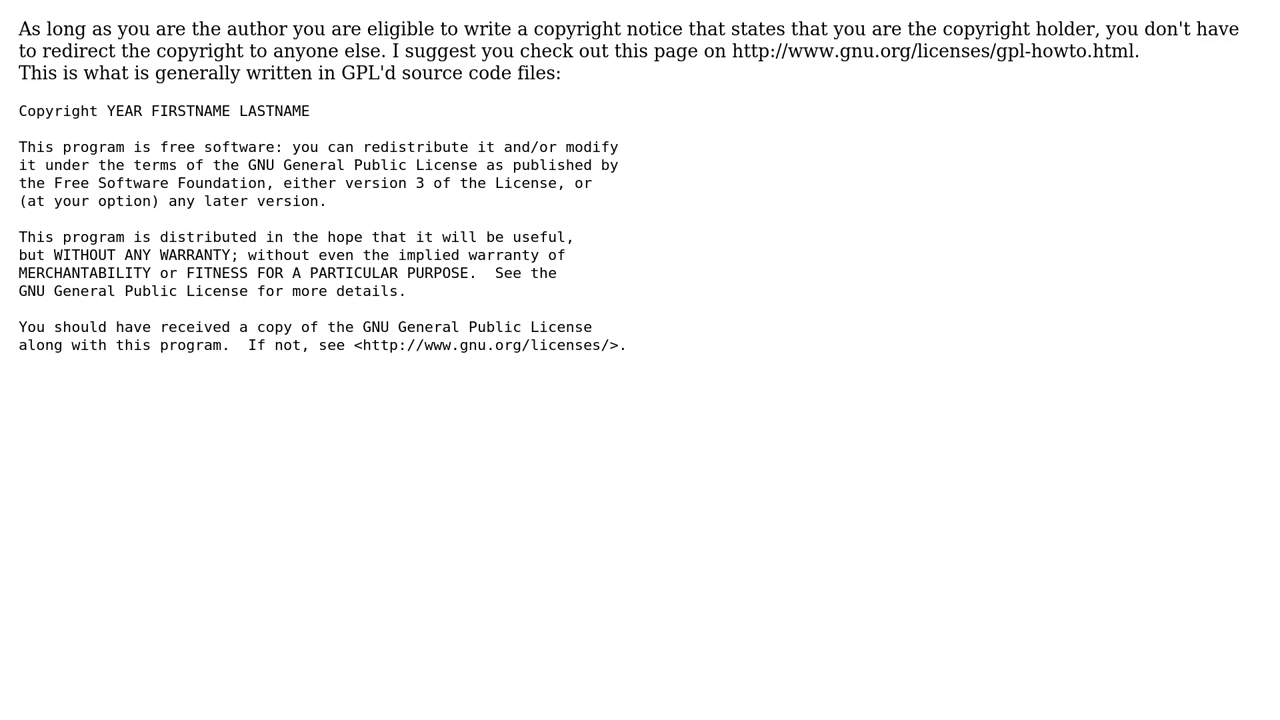 As long as you are the author you are eligible to write a copyright notice that states that you are the copyright holder, you don't have
to redirect the copyright to anyone else. I suggest you check out this page on http://www.gnu.org/licenses/gpl-howto.html.
This is what is generally written in GPL'd source code files:
Copyright YEAR FIRSTNAME LASTNAME
This program is free software: you can redistribute it and/or modify
it under the terms of the GNU General Public License as published by
the Free Software Foundation, either version 3 of the License, or
(at your option) any later version.
This program is distributed in the hope that it will be useful,
but WITHOUT ANY WARRANTY; without even the implied warranty of
MERCHANTABILITY or FITNESS FOR A PARTICULAR PURPOSE.  See the
GNU General Public License for more details.
You should have received a copy of the GNU General Public License
along with this program.  If not, see <http://www.gnu.org/licenses/>.